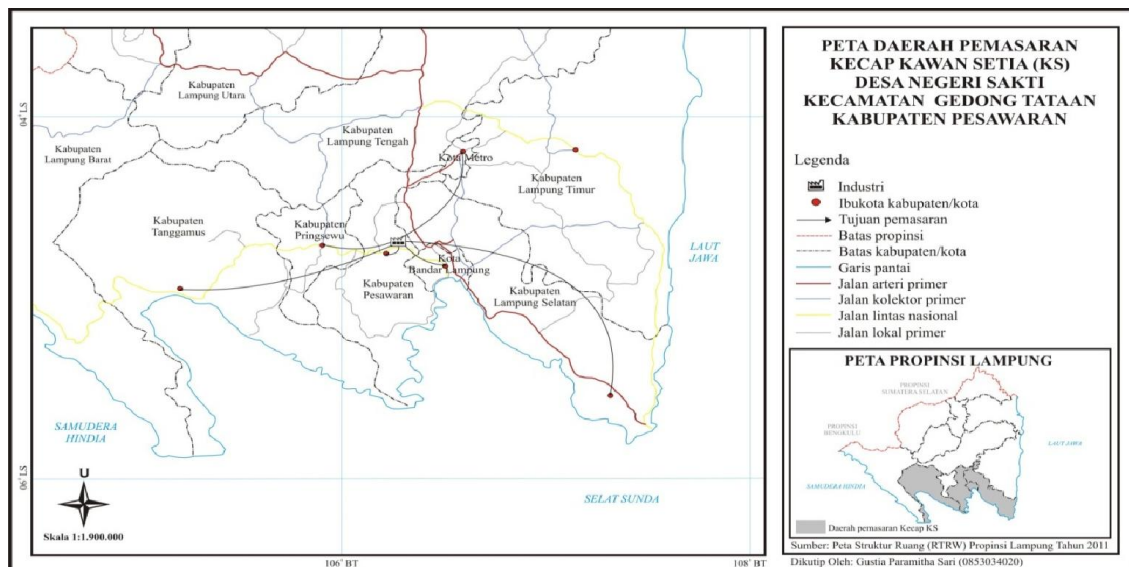 PETA DAERAH PEMASARAN
KECAP KAWAN SETIA (KS)
DESA NEGERI SAKTI
KECAMATAN GEDONG TATAAN
KABUPATEN PESAWARAN
Legenda
Industri
Ibukota kabupaten/kota
Tujuan pemasaran
Batas propinsi
Batas kabupaten/kota
Garis pantai
Jalan arteri primer
Jalan kolektor primer
Jalan lintas nasional
Jalan lokal primer
PETA PROPINSI LAMPUNG
PROPINSI
SUMATERA SELATAN
PROPINSI
BENGKULU
LAUT JAWA
SAMUDERA HINDIA
SELAT SUNDA
Daerah pemasaran Kecap KS
Sumber: Peta Struktur Ruang (RTRW) Propinsi Lampung Tahun 2011
Dikutip Oleh: Gustia Paramitha Sari (0853034020)
Kabupaten
Lampung Utara
04° LS
Kabupaten
Lampung Barat
Kabupaten
Lampung Tengah
Kota Metro
Kabupaten
Lampung Timur
Kabupaten
Tanggamus
Kabupaten
Pringsewu
Kota
Bandar Lampung
Kabupaten
Pesawaran
Kabupaten
Lampung Selatan
LAUT
JAWA
SAMUDERA
HINDIA
06° LS
U
SELAT SUNDA
Skala 1:1.900.000
106° BT
108° BT